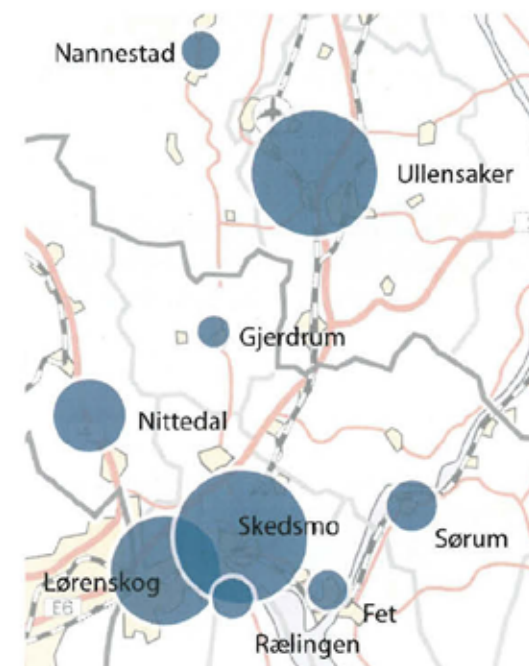 Nannestad
Ullensaker
Gjerdrum
Nittedal
Skedsmo
Sørum
Lørenskog
E6
Fet
Rælingen